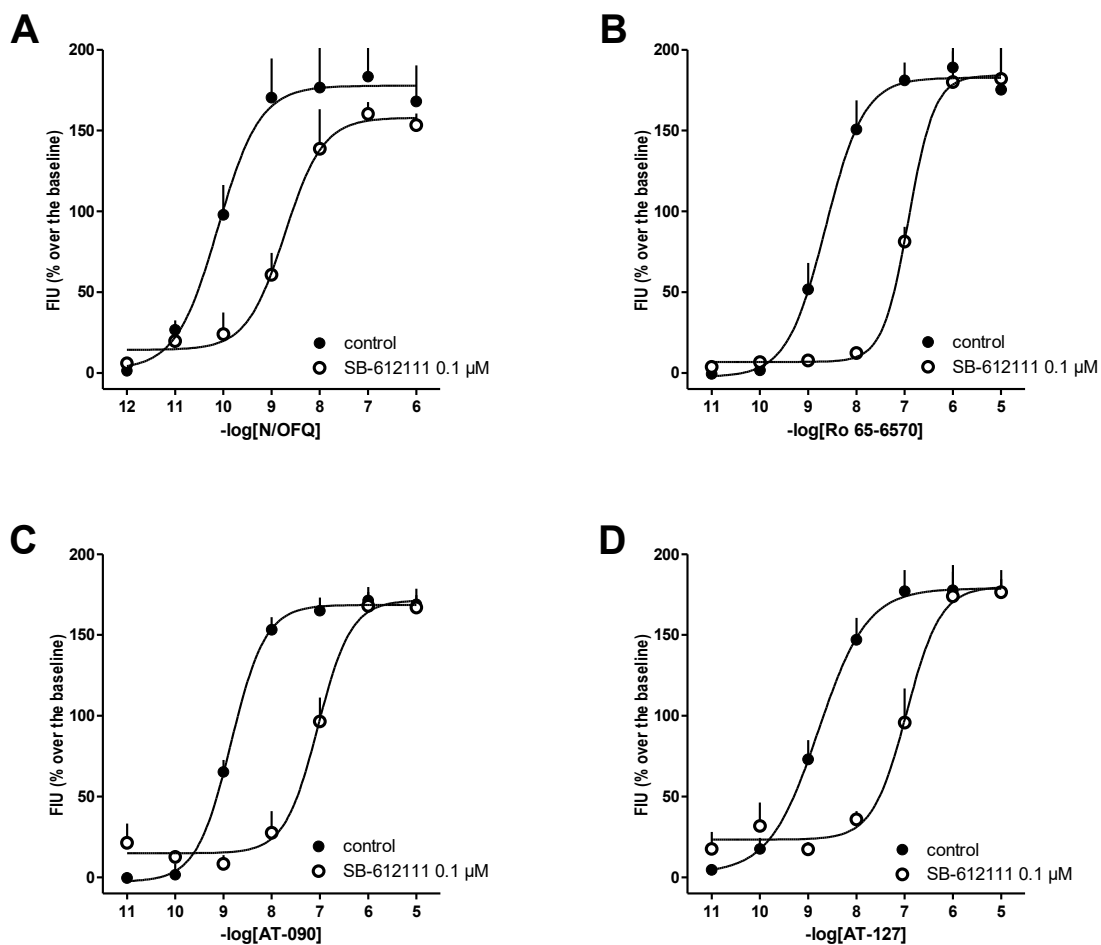 A
FIU (% over the baseline)
200
150
100
50
0
control
SB-612111 0.1 µM
12 11 10 9 8 7 6
-log[N/OFQ]
B
FIU (% over the baseline)
200
150
100
50
0
control
SB-612111 0.1 µM
11 10 9 8 7 6 5
-log[Ro 65-6570]
C
FIU (% over the baseline)
200
150
100
50
0
control
SB-612111 0.1 µM
11 10 9 8 7 6 5
-log[AT-090]
D
FIU (% over the baseline)
200
150
100
50
0
control
SB-612111 0.1 µM
11 10 9 8 7 6 5
-log[AT-127]